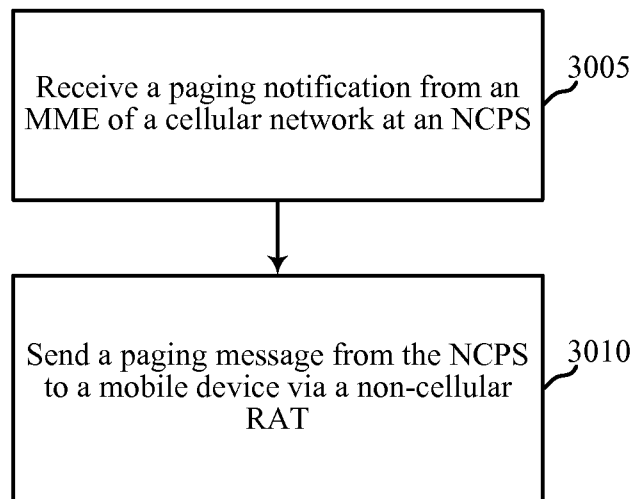 Receive a paging notification from an
MME of a cellular network at an NCPS
3005
Send a paging message from the NCPS
to a mobile device via a non-cellular
RAT
3010